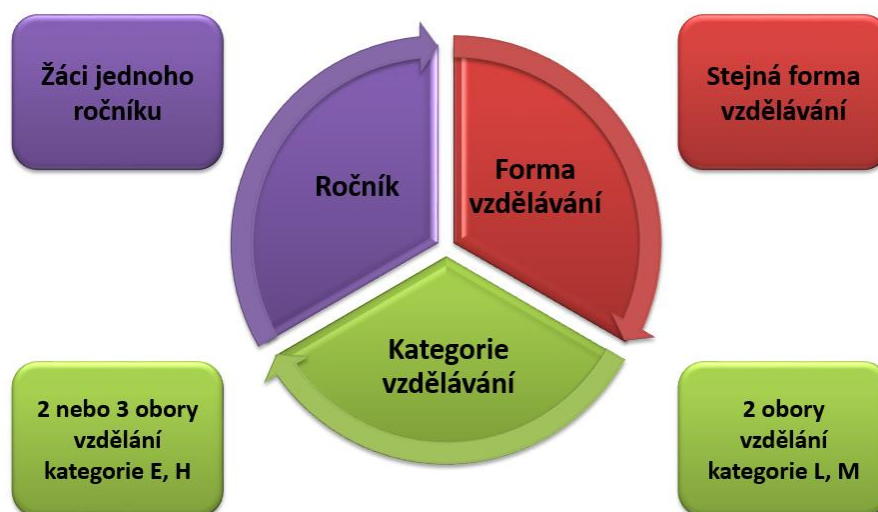 Žáci jednoho
ročníku
Stejná forma
vzdělávání
Ročník
Forma
vzdělávání
Kategorie
vzdělávání
2 nebo 3 obory
vzdělání
kategorie E, H
2 obory
vzdělání
kategorie L, M